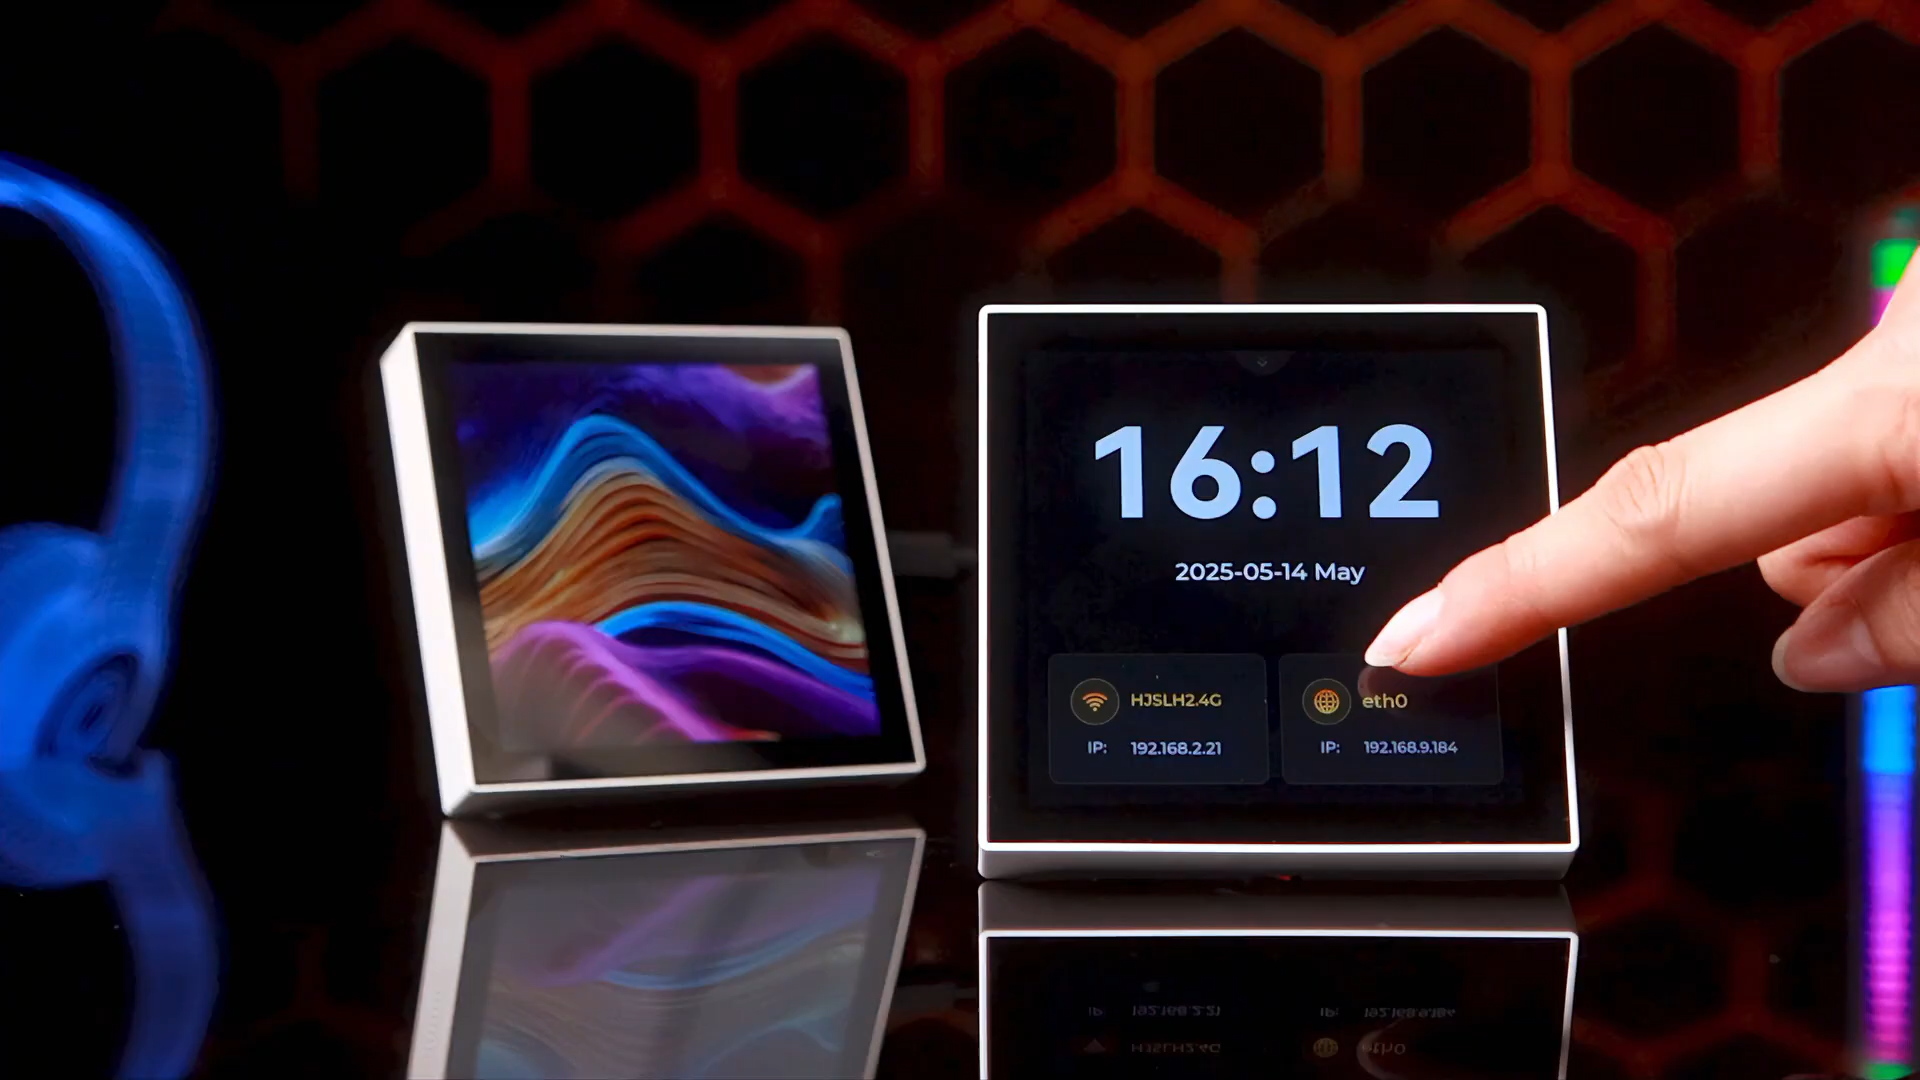 16:12
2025-05-14 May
HJSLH2.4G
IP: 192.168.2.21
eth0
IP: 192.168.9.184